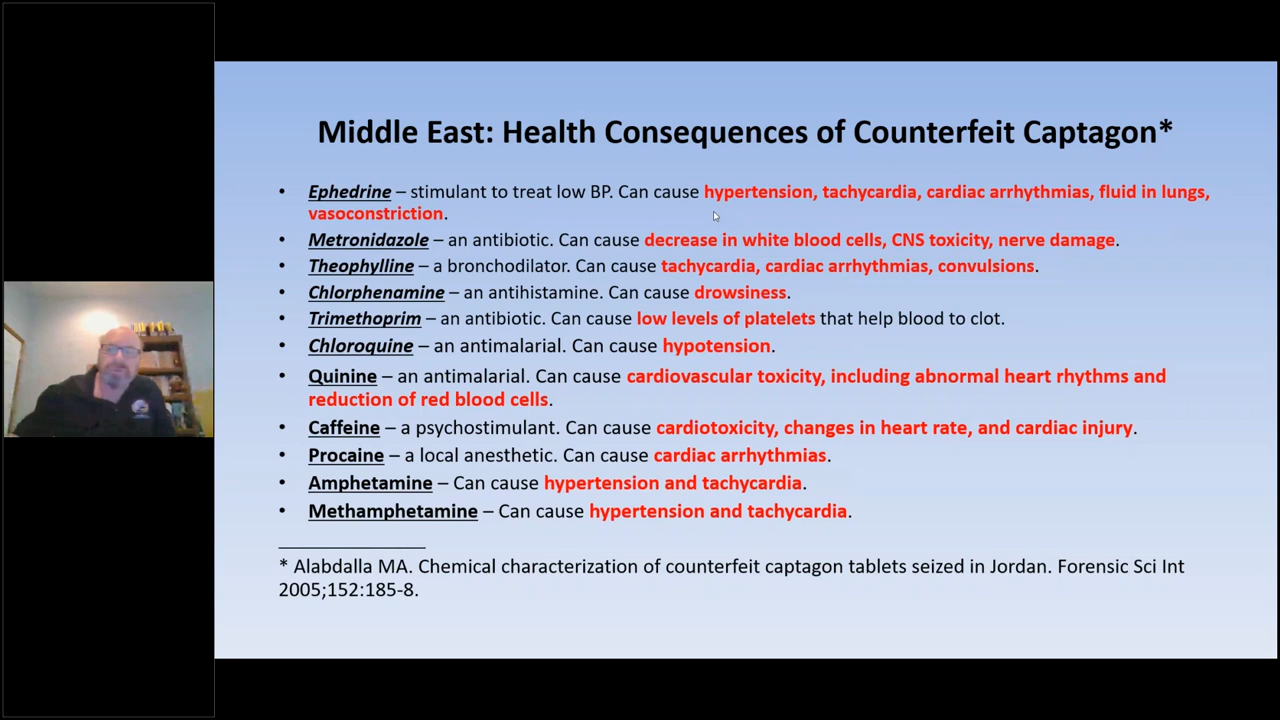 Middle East: Health Consequences of Counterfeit Captagon*
• Ephedrine – stimulant to treat low BP. Can cause hypertension, tachycardia, cardiac arrhythmias, fluid in lungs,
vasoconstriction.
• Metronidazole – an antibiotic. Can cause decrease in white blood cells, CNS toxicity, nerve damage.
• Theophylline – a bronchodilator. Can cause tachycardia, cardiac arrhythmias, convulsions.
• Chlorphenamine – an antihistamine. Can cause drowsiness.
• Trimethoprim – an antibiotic. Can cause low levels of platelets that help blood to clot.
• Chloroquine – an antimalarial. Can cause hypotension.
• Quinine – an antimalarial. Can cause cardiovascular toxicity, including abnormal heart rhythms and
reduction of red blood cells.
• Caffeine – a psychostimulant. Can cause cardiotoxicity, changes in heart rate, and cardiac injury.
• Procaine – a local anesthetic. Can cause cardiac arrhythmias.
• Amphetamine – Can cause hypertension and tachycardia.
• Methamphetamine – Can cause hypertension and tachycardia.
* Alabdalla MA. Chemical characterization of counterfeit captagon tablets seized in Jordan. Forensic Sci Int
2005;152:185-8.